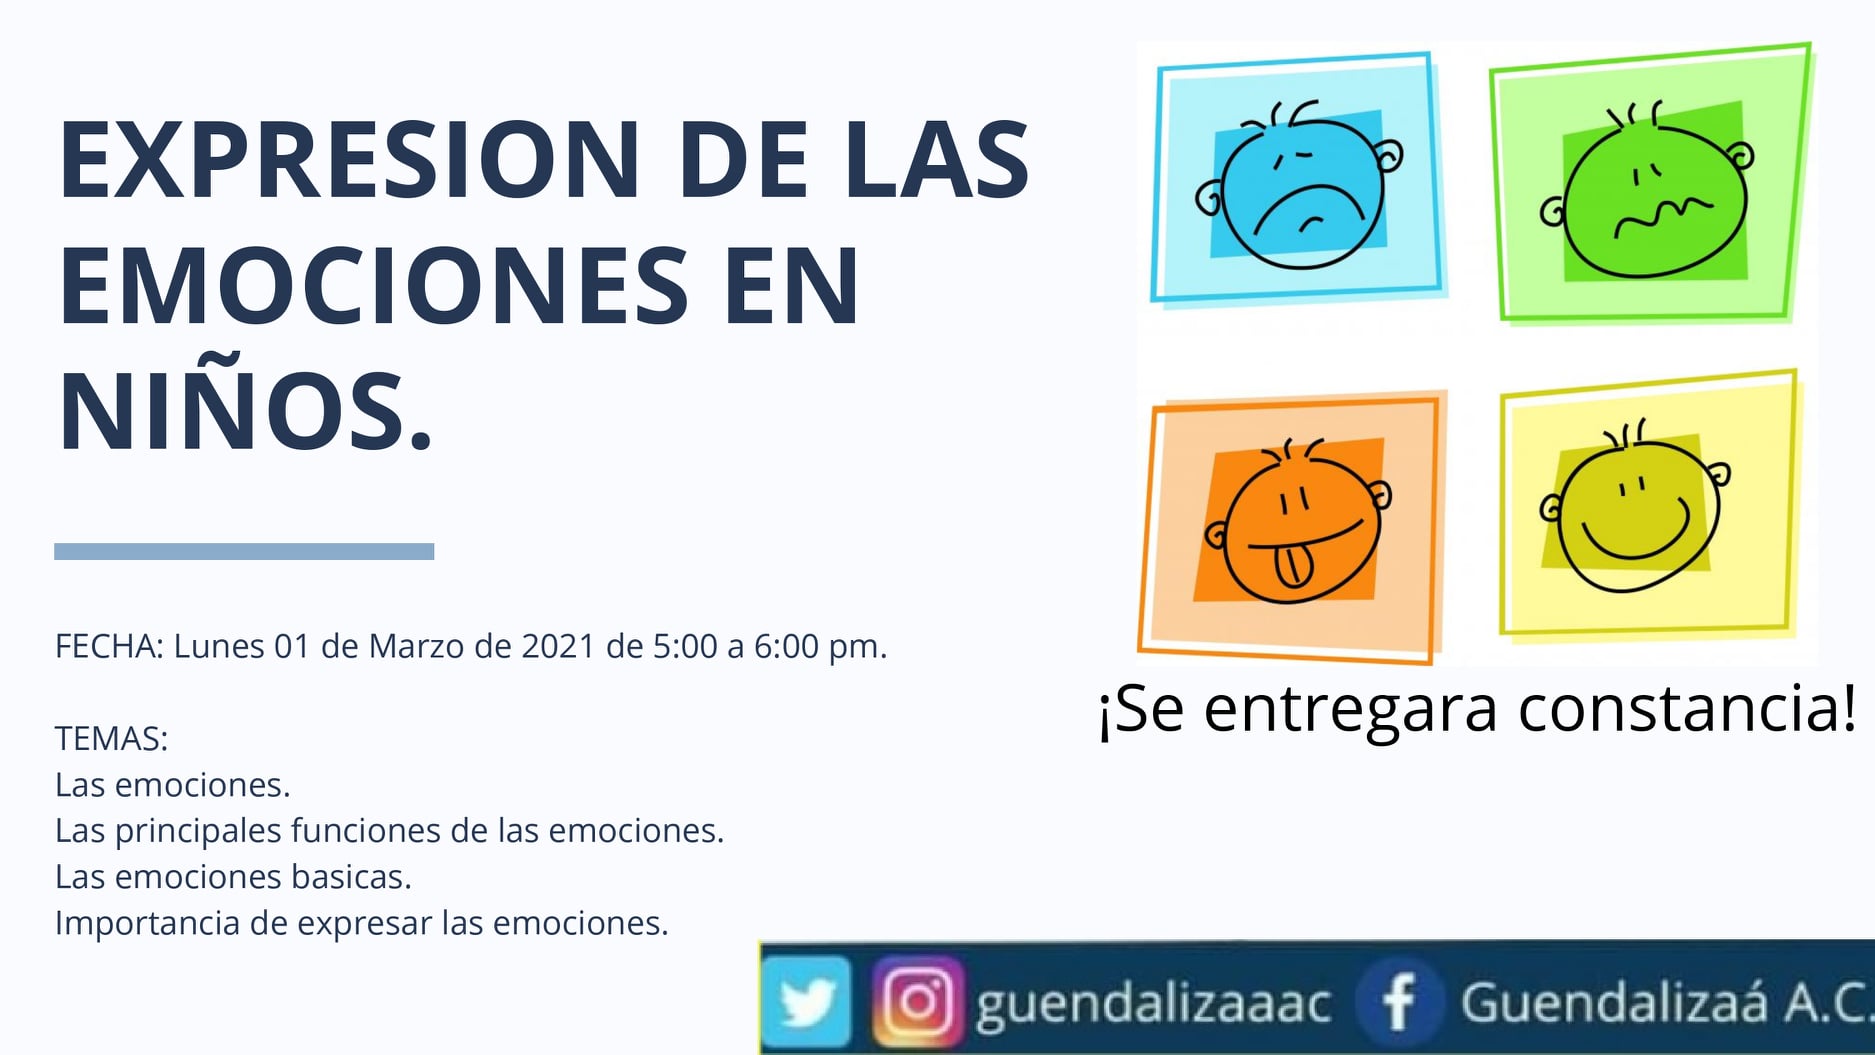 EXPRESION DE LAS
EMOCIONES EN
NIÑOS.
FECHA: Lunes 01 de Marzo de 2021 de 5:00 a 6:00 pm.
TEMAS:
Las emociones.
Las principales funciones de las emociones.
Las emociones basicas.
Importancia de expresar las emociones.
¡Se entregara constancia!
guendalizaaac Guendalizaá A.C.